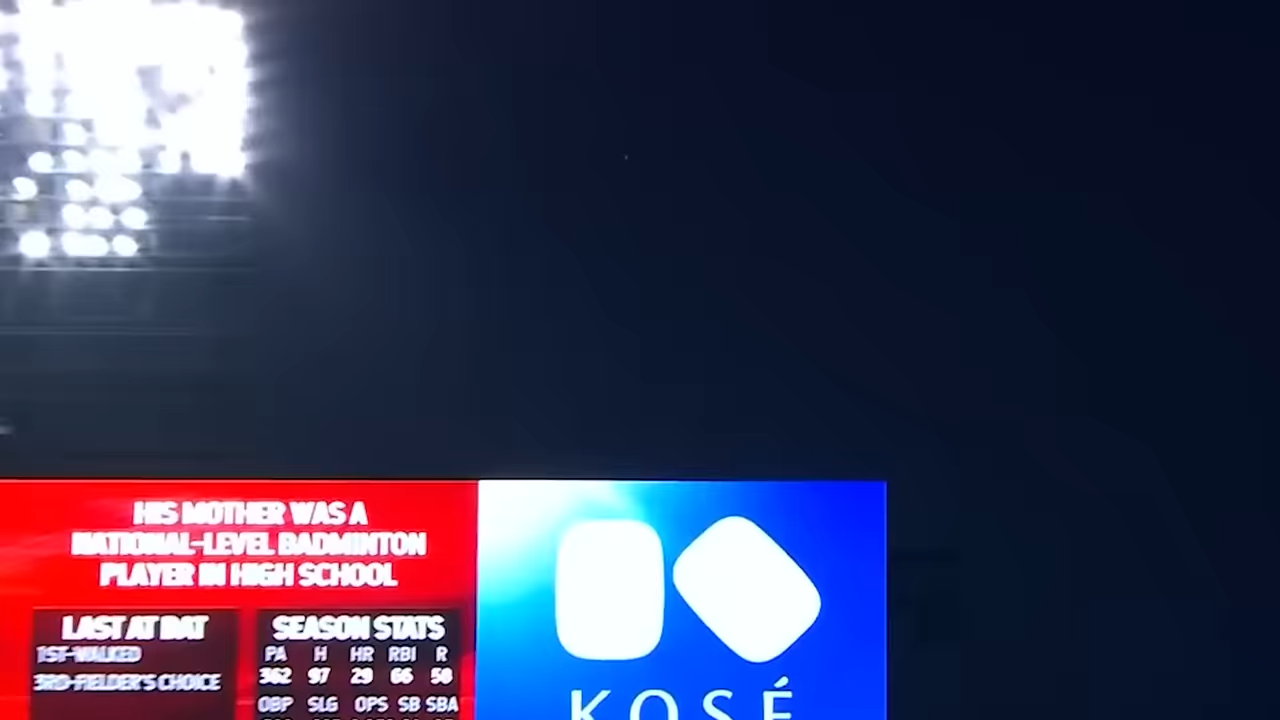 HIS MOTHER WAS A
NATIONAL-LEVEL BADMINTON
PLAYER IN HIGH SCHOOL
LAST AT BAT
1ST-WALKED
3RD-FIELDER'S CHOICE
SEASON STATS
PA H HR RBI R
362 97 29 66 58
OBP SLG OPS SB SBA
KOSÉ